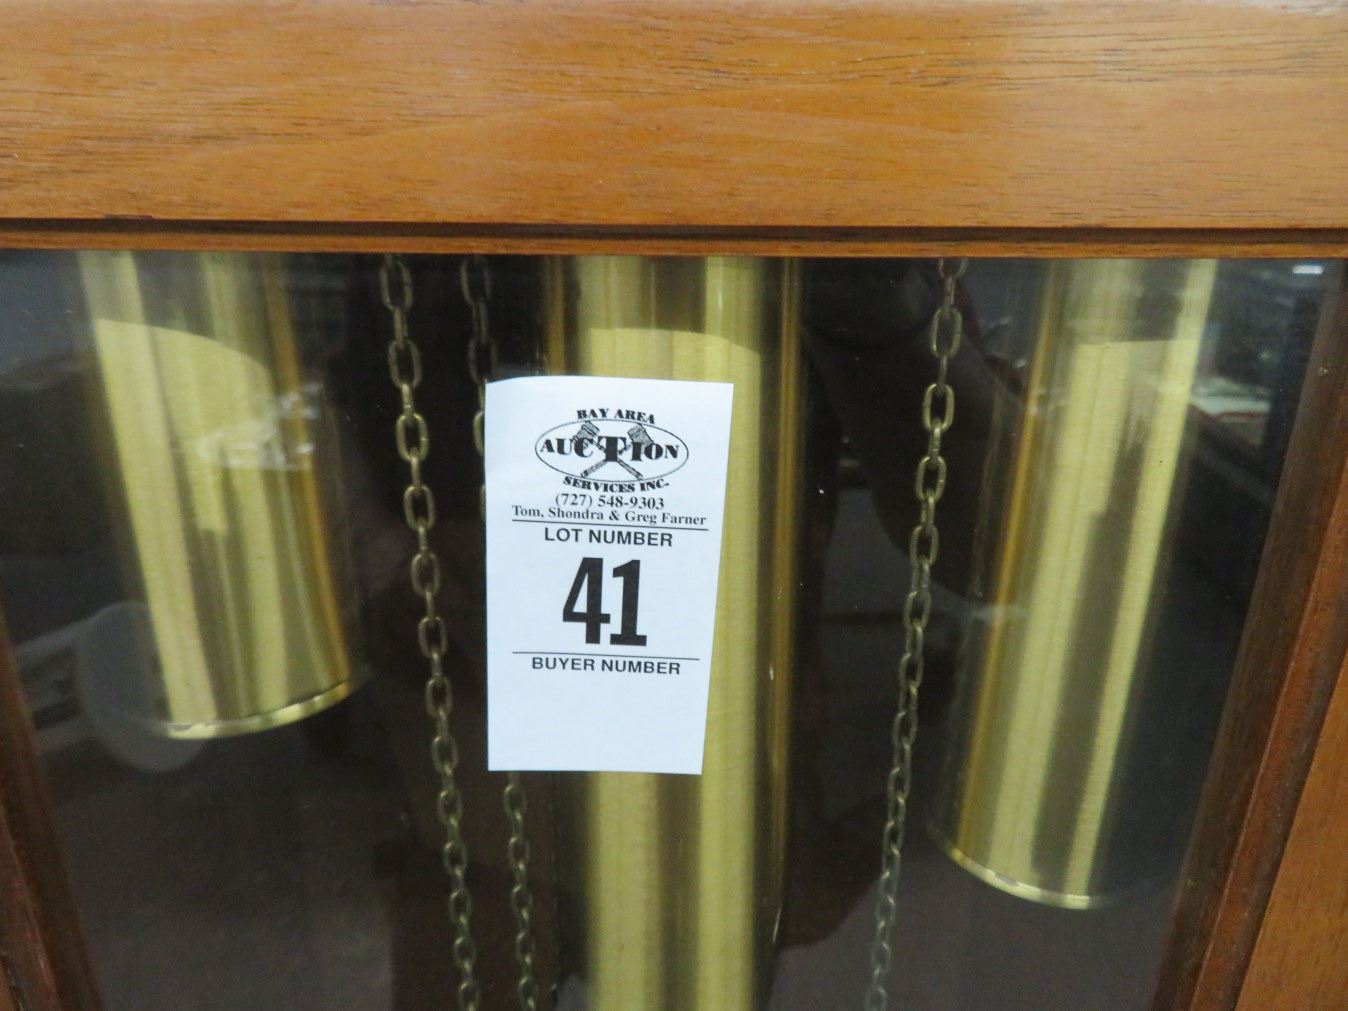 BAY AREA
AUCTION
SERVICES INC.
(727) 548-9303
Tom, Shondra & Greg Farner
LOT NUMBER
41
BUYER NUMBER